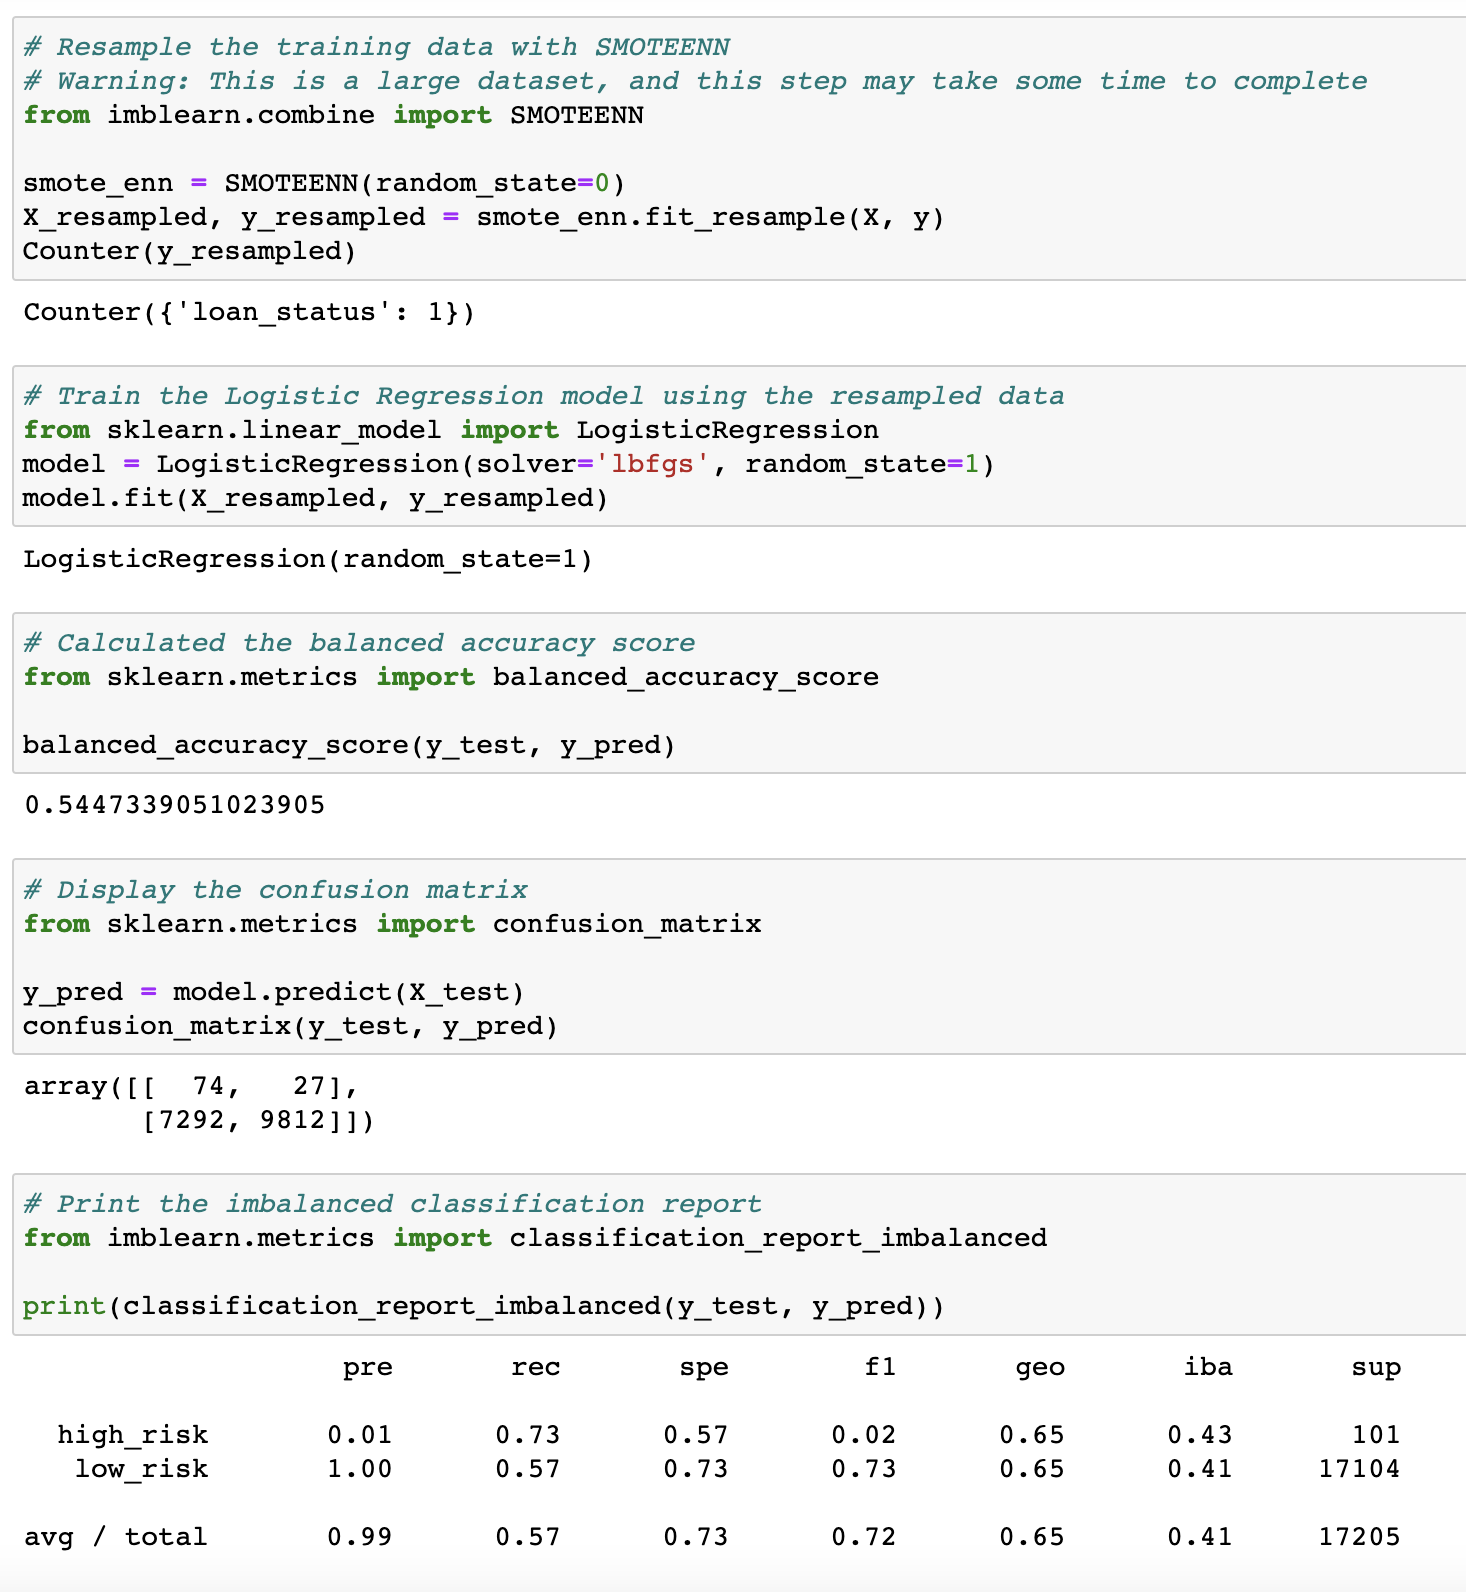 # Resample the training data with SMOTEENN
# Warning: This is a large dataset, and this step may take some time to complete
from imblearn.combine import SMOTEENN
smote_enn = SMOTEENN(random_state=0)
X_resampled, y_resampled = smote_enn.fit_resample(X, y)
Counter(y_resampled)
Counter({'loan_status': 1})
# Train the Logistic Regression model using the resampled data
from sklearn.linear_model import LogisticRegression
model = LogisticRegression(solver='lbfgs', random_state=1)
model.fit(X_resampled, y_resampled)
LogisticRegression(random_state=1)
# Calculated the balanced accuracy score
from sklearn.metrics import balanced_accuracy_score
balanced_accuracy_score(y_test, y_pred)
0.5447339051023905
# Display the confusion matrix
from sklearn.metrics import confusion_matrix
y_pred = model.predict(X_test)
confusion_matrix(y_test, y_pred)
array([[  74,   27],
       [7292, 9812]])
# Print the imbalanced classification report
from imblearn.metrics import classification_report_imbalanced
print(classification_report_imbalanced(y_test, y_pred))
pre rec spe f1 geo iba sup
high_risk 0.01 0.73 0.57 0.02 0.65 0.43 101
low_risk 1.00 0.57 0.73 0.73 0.65 0.41 17104
avg / total 0.99 0.57 0.73 0.72 0.65 0.41 17205